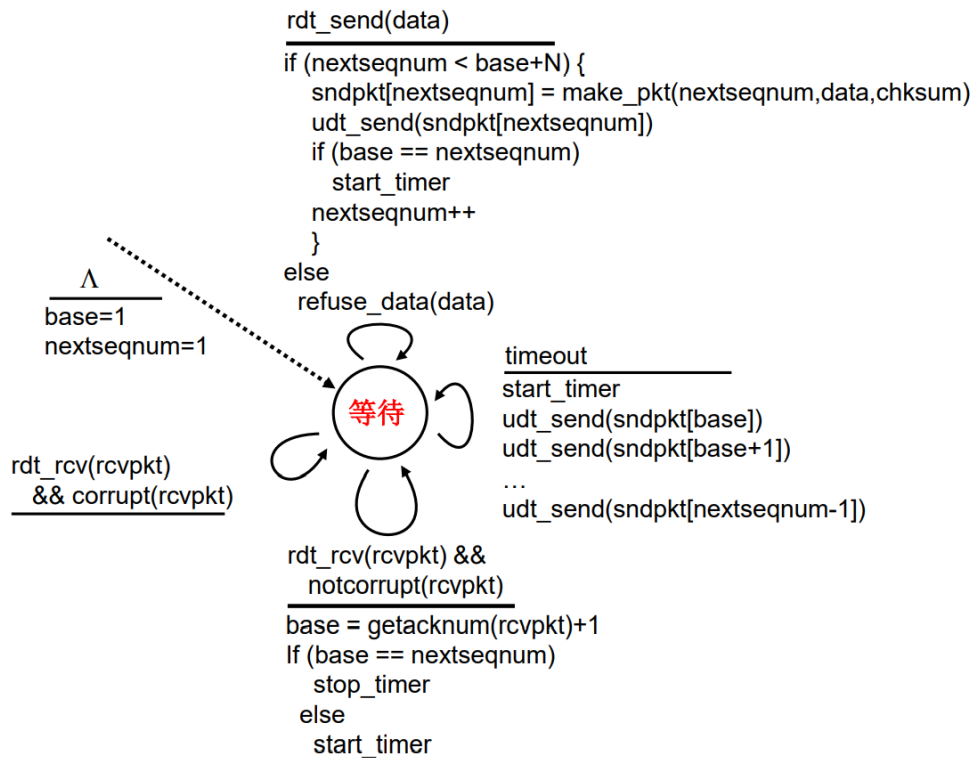 rdt_send(data)
if (nextseqnum < base+N) {
sndpkt[nextseqnum] = make_pkt(nextseqnum,data,chksum)
udt_send(sndpkt[nextseqnum])
if (base == nextseqnum)
start_timer
nextseqnum++
}
else
refuse_data(data)
Λ
base=1
nextseqnum=1
等待
timeout
start_timer
udt_send(sndpkt[base])
udt_send(sndpkt[base+1])
…
udt_send(sndpkt[nextseqnum-1])
rdt_rcv(rcvpkt)
&& corrupt(rcvpkt)
rdt_rcv(rcvpkt) &&
notcorrupt(rcvpkt)
base = getacknum(rcvpkt)+1
If (base == nextseqnum)
stop_timer
else
start_timer